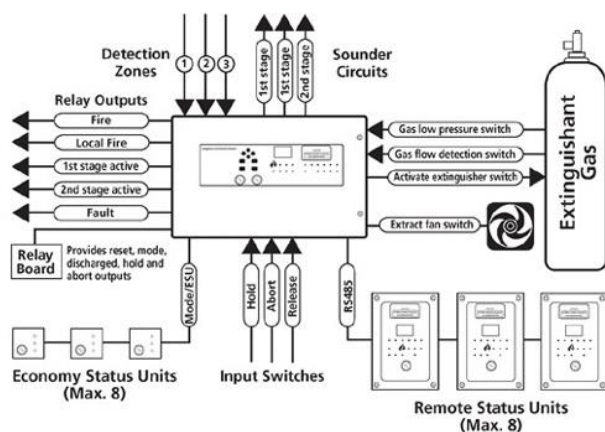 Detection
Zones
1
2
3
1st stage
1st stage
2nd stage
Sounder
Circuits
Relay Outputs
Fire
Local Fire
1st stage active
2nd stage active
Fault
Gas low pressure switch
Gas flow detection switch
Activate extinguisher switch
Extract fan switch
Extinguishant
Gas
Relay
Board
Provides reset, mode,
discharged, hold and
abort outputs
Mode/ESU
Hold
Abort
Release
RS485
Economy Status Units
(Max. 8)
Input Switches
Remote Status Units
(Max. 8)